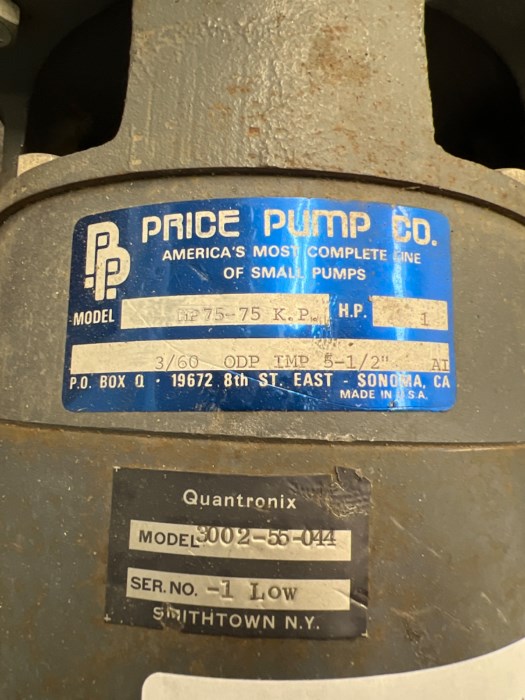 PP
PRICE PUMP CO.
AMERICA'S MOST COMPLETE LINE
OF SMALL PUMPS
MODEL HP75-75 K.P. H.P. 1
3/60 ODP IMP 5-1/2" AI
P.O. BOX Q · 19672 8th ST. EAST - SONOMA, CA
MADE IN U.S.A.
Quantronix
MODEL 3002-55-044
SER. NO. -1 Low
SMITHTOWN N.Y.